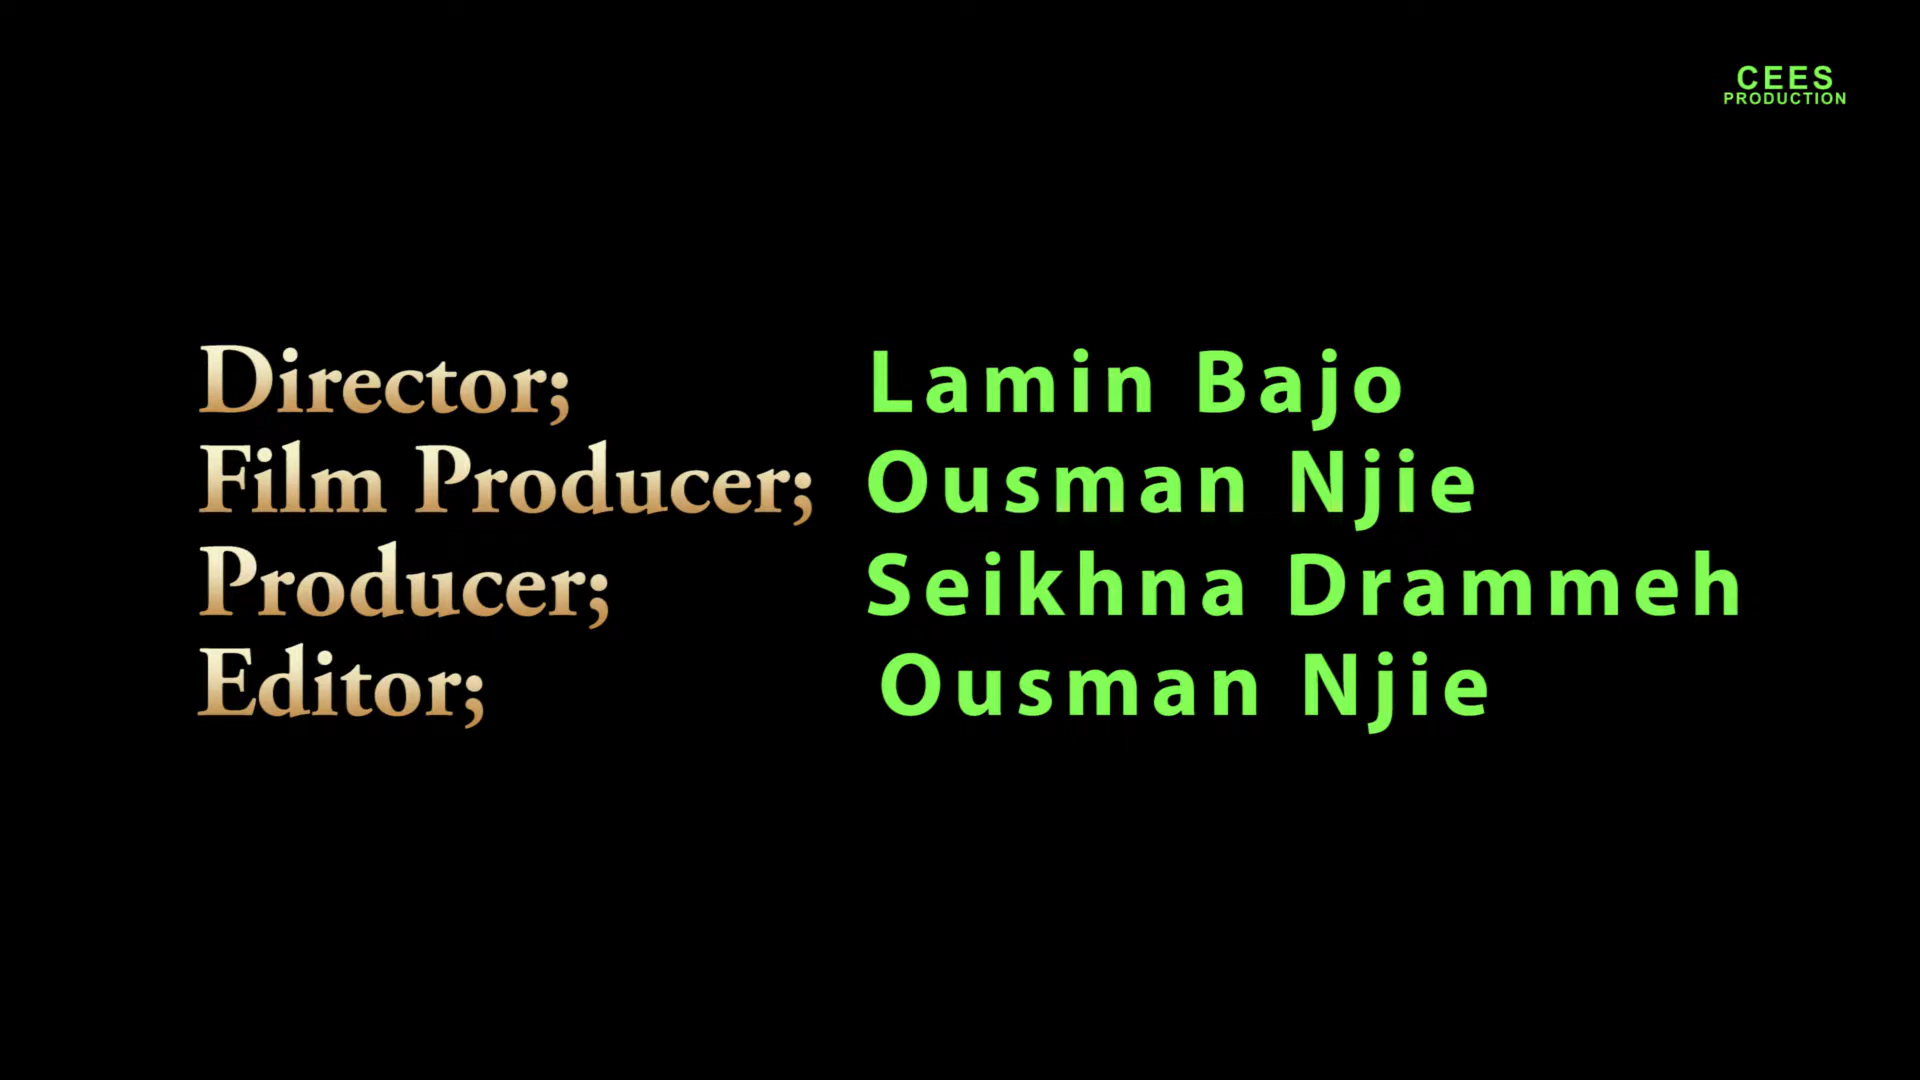 CEES
PRODUCTION
Director; Lamin Bajo
Film Producer; Ousman Njie
Producer; Seikhna Drammeh
Editor; Ousman Njie